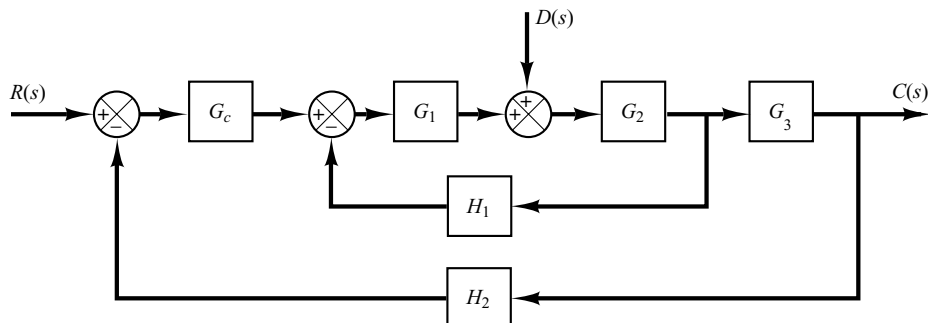 D(s)
R(s)
+
−
G_c
+
−
G_1
+
+
G_2
G_3
C(s)
H_1
H_2